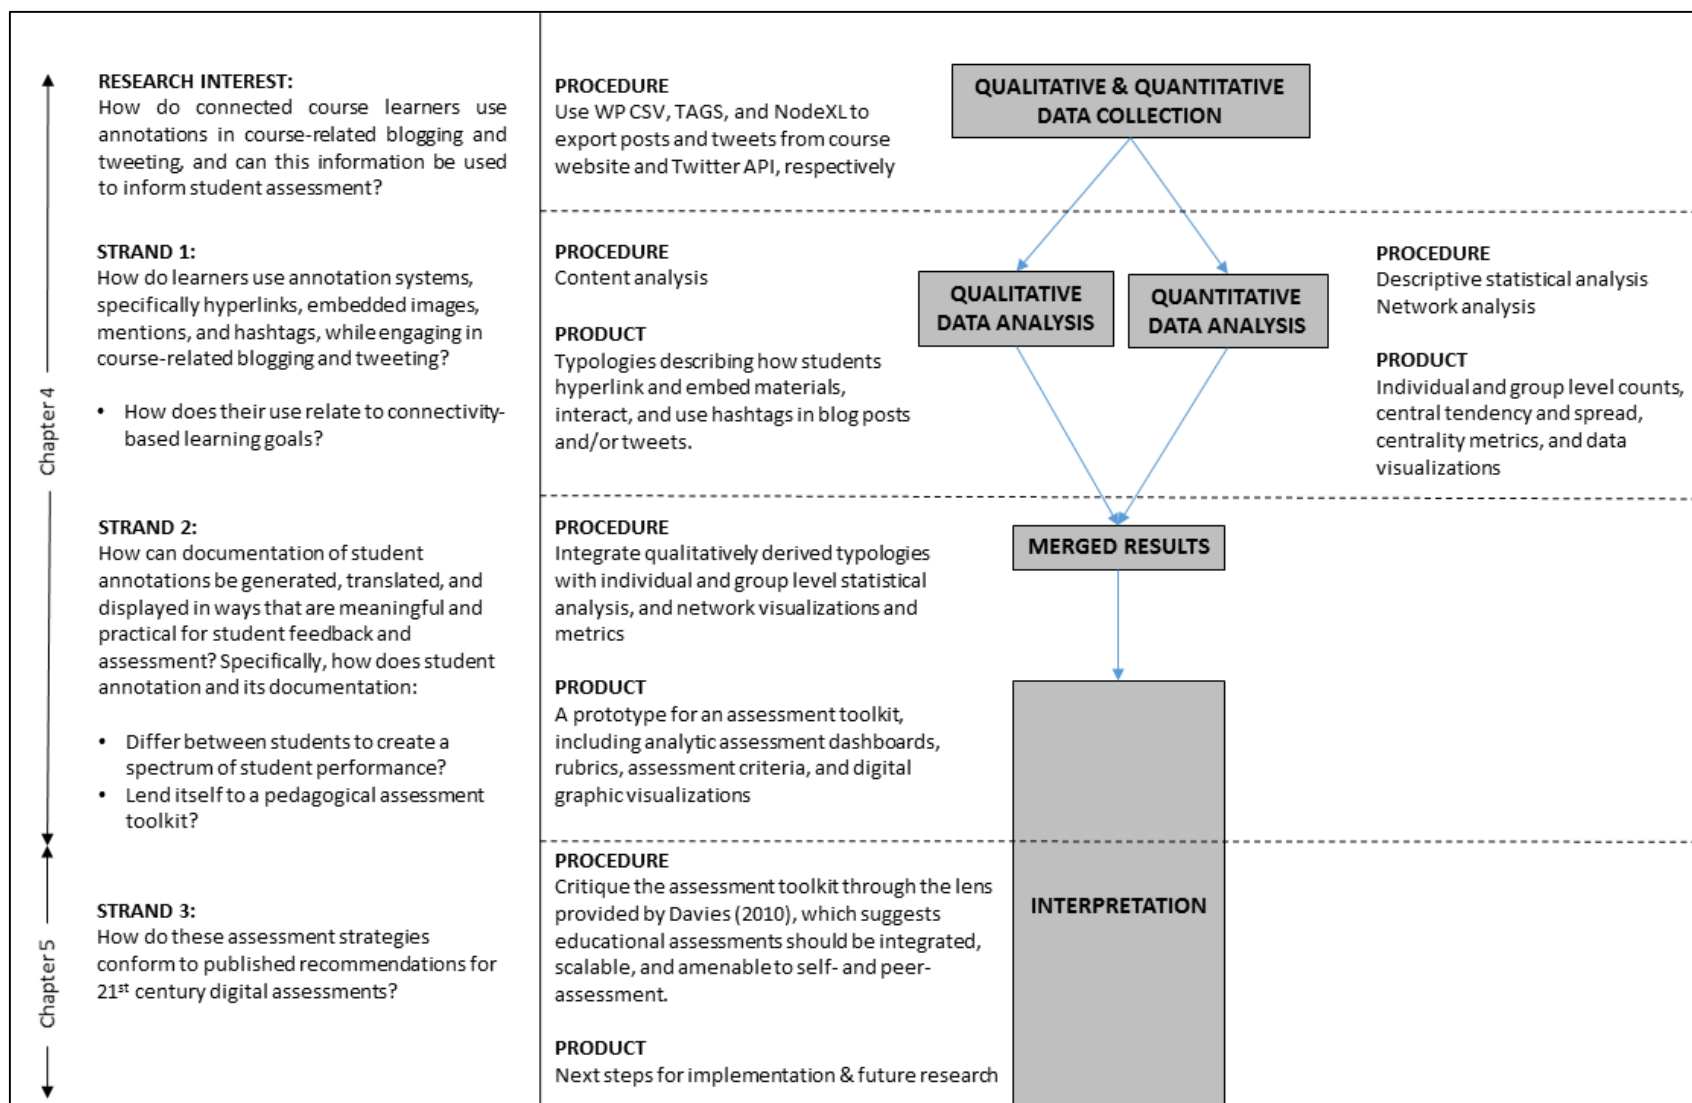 Chapter 4
Chapter 5
RESEARCH INTEREST:
How do connected course learners use
annotations in course-related blogging and
tweeting, and can this information be used
to inform student assessment?
PROCEDURE
Use WP CSV, TAGS, and NodeXL to
export posts and tweets from course
website and Twitter API, respectively
QUALITATIVE & QUANTITATIVE
DATA COLLECTION
STRAND 1:
How do learners use annotation systems,
specifically hyperlinks, embedded images,
mentions, and hashtags, while engaging in
course-related blogging and tweeting?
• How does their use relate to connectivity-
based learning goals?
PROCEDURE
Content analysis
PRODUCT
Typologies describing how students
hyperlink and embed materials,
interact, and use hashtags in blog posts
and/or tweets.
QUALITATIVE
DATA ANALYSIS
QUANTITATIVE
DATA ANALYSIS
PROCEDURE
Descriptive statistical analysis
Network analysis
PRODUCT
Individual and group level counts,
central tendency and spread,
centrality metrics, and data
visualizations
STRAND 2:
How can documentation of student
annotations be generated, translated, and
displayed in ways that are meaningful and
practical for student feedback and
assessment? Specifically, how does student
annotation and its documentation:
• Differ between students to create a
spectrum of student performance?
• Lend itself to a pedagogical assessment
toolkit?
PROCEDURE
Integrate qualitatively derived typologies
with individual and group level statistical
analysis, and network visualizations and
metrics
PRODUCT
A prototype for an assessment toolkit,
including analytic assessment dashboards,
rubrics, assessment criteria, and digital
graphic visualizations
MERGED RESULTS
STRAND 3:
How do these assessment strategies
conform to published recommendations for
21st century digital assessments?
PROCEDURE
Critique the assessment toolkit through the lens
provided by Davies (2010), which suggests
educational assessments should be integrated,
scalable, and amenable to self- and peer-
assessment.
PRODUCT
Next steps for implementation & future research
INTERPRETATION